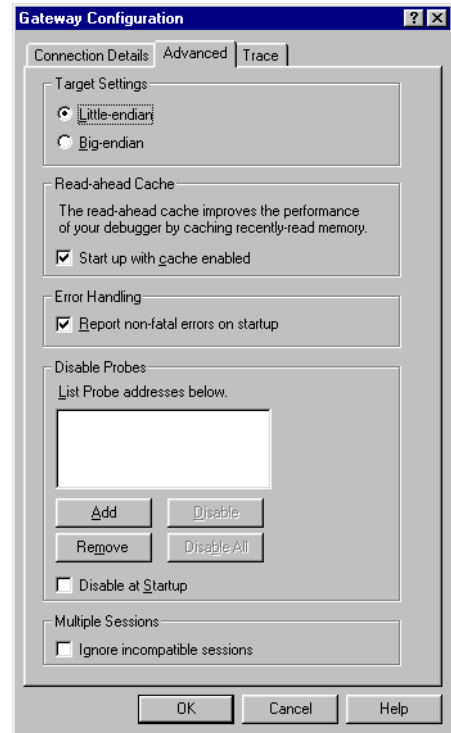 Gateway Configuration
Connection Details Advanced Trace
Target Settings
Little-endian
Big-endian
Read-ahead Cache
The read-ahead cache improves the performance
of your debugger by caching recently-read memory.
Start up with cache enabled
Error Handling
Report non-fatal errors on startup
Disable Probes
List Probe addresses below.
Add Disable
Remove Disable All
Disable at Startup
Multiple Sessions
Ignore incompatible sessions
OK Cancel Help